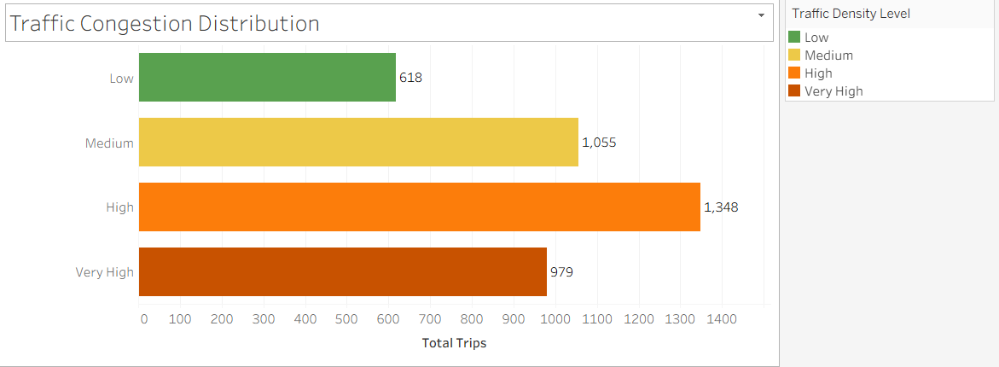 Traffic Congestion Distribution
Low 618
Medium 1,055
High 1,348
Very High 979
0 100 200 300 400 500 600 700 800 900 1000 1100 1200 1300 1400
Total Trips
Traffic Density Level
Low
Medium
High
Very High